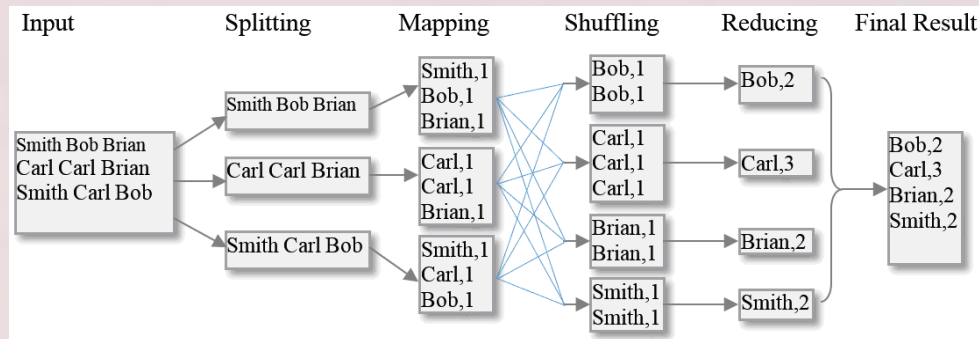 Input Splitting Mapping Shuffling Reducing Final Result
Smith Bob Brian
Carl Carl Brian
Smith Carl Bob
Smith Bob Brian
Carl Carl Brian
Smith Carl Bob
Smith,1
Bob,1
Brian,1
Carl,1
Carl,1
Brian,1
Smith,1
Carl,1
Bob,1
Bob,1
Bob,1
Carl,1
Carl,1
Carl,1
Brian,1
Brian,1
Smith,1
Smith,1
Bob,2
Carl,3
Brian,2
Smith,2
Bob,2
Carl,3
Brian,2
Smith,2